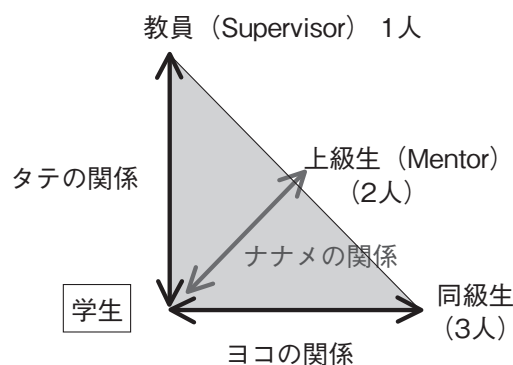 教員（Supervisor） 1人
上級生（Mentor）
（2人）
タテの関係
ナナメの関係
学生
同級生
（3人）
ヨコの関係